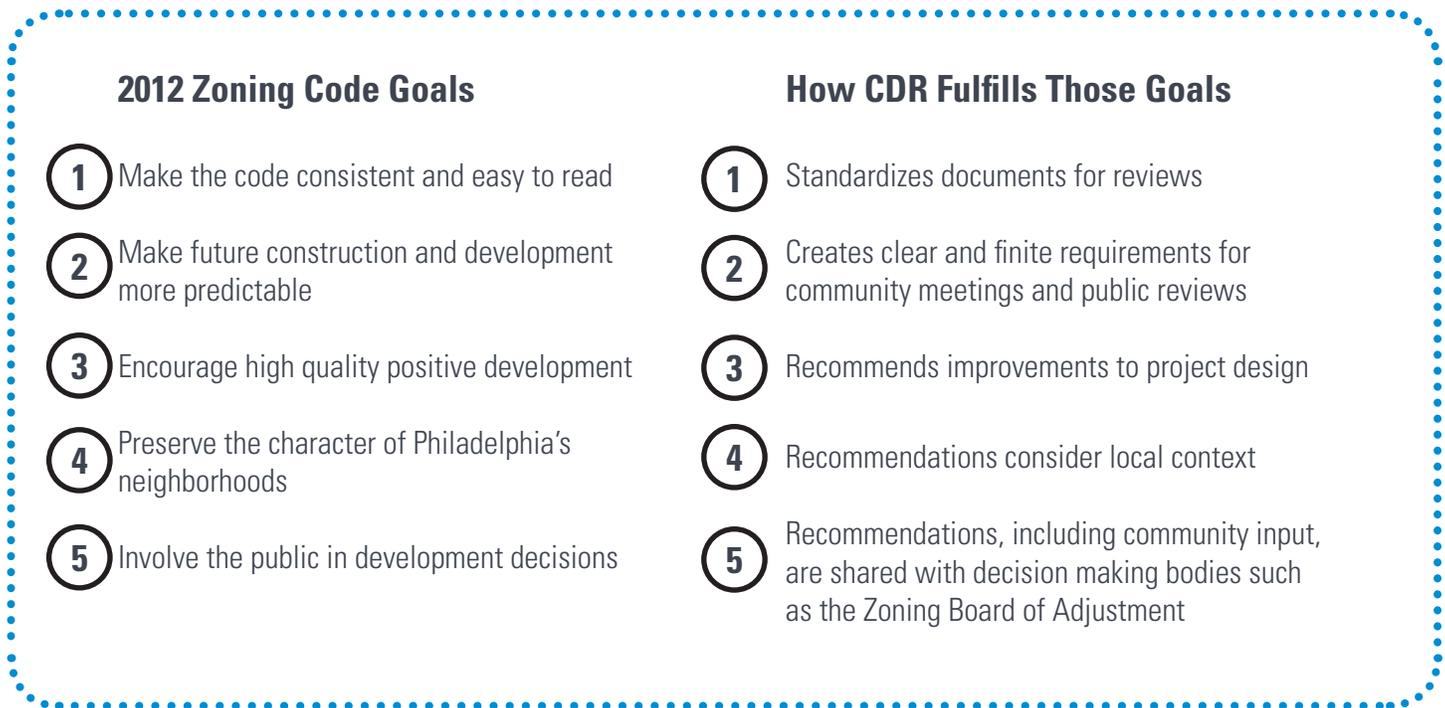 2012 Zoning Code Goals
1 Make the code consistent and easy to read
2 Make future construction and development
more predictable
3 Encourage high quality positive development
4 Preserve the character of Philadelphia’s
neighborhoods
5 Involve the public in development decisions
How CDR Fulfills Those Goals
1 Standardizes documents for reviews
2 Creates clear and finite requirements for
community meetings and public reviews
3 Recommends improvements to project design
4 Recommendations consider local context
5 Recommendations, including community input,
are shared with decision making bodies such
as the Zoning Board of Adjustment